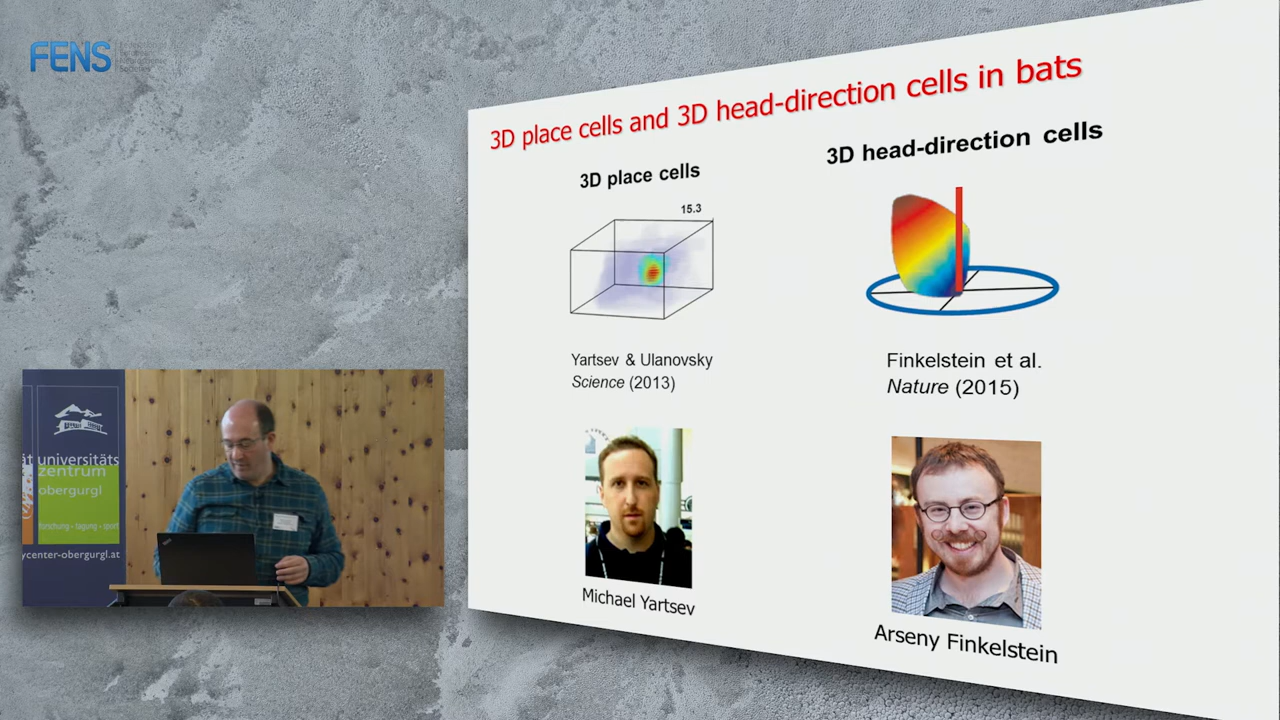 FENS
3D place cells and 3D head-direction cells in bats
3D place cells
3D head-direction cells
15.3
Yartsev & Ulanovsky
Science (2013)
Finkelstein et al.
Nature (2015)
Michael Yartsev
Arseny Finkelstein
ät universitäts
zentrum
obergurgl
forschung - tagung - sport
ycenter-obergurgl.at